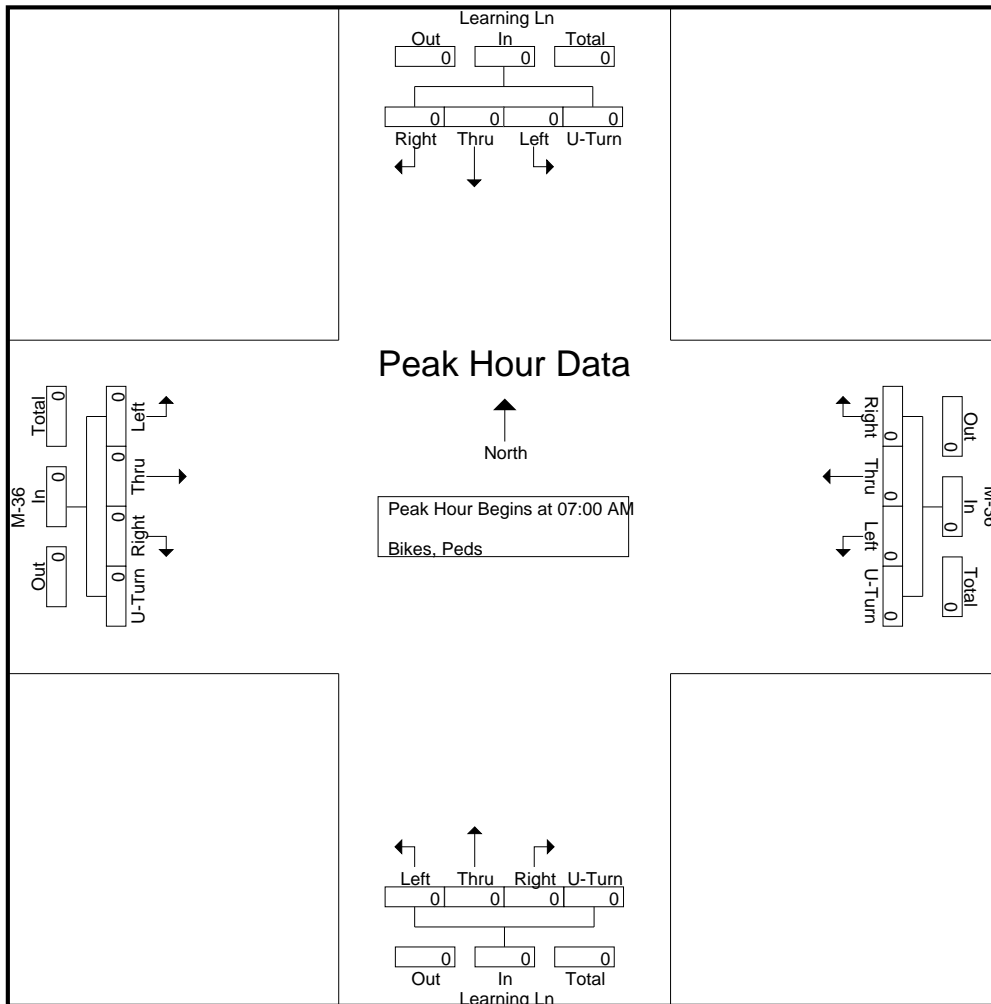 Learning Ln
Out In Total
0 0 0
0 0 0 0
Right Thru Left U-Turn
Peak Hour Data
North
Peak Hour Begins at 07:00 AM
Bikes, Peds
M-36
Total In Out
0 0 0
0 0 0 0
Left Thru Right U-Turn
M-36
Out In Total
0 0 0
0 0 0 0
Right Thru Left U-Turn
Left Thru Right U-Turn
0 0 0 0
0 0 0
Out In Total
Learning Ln